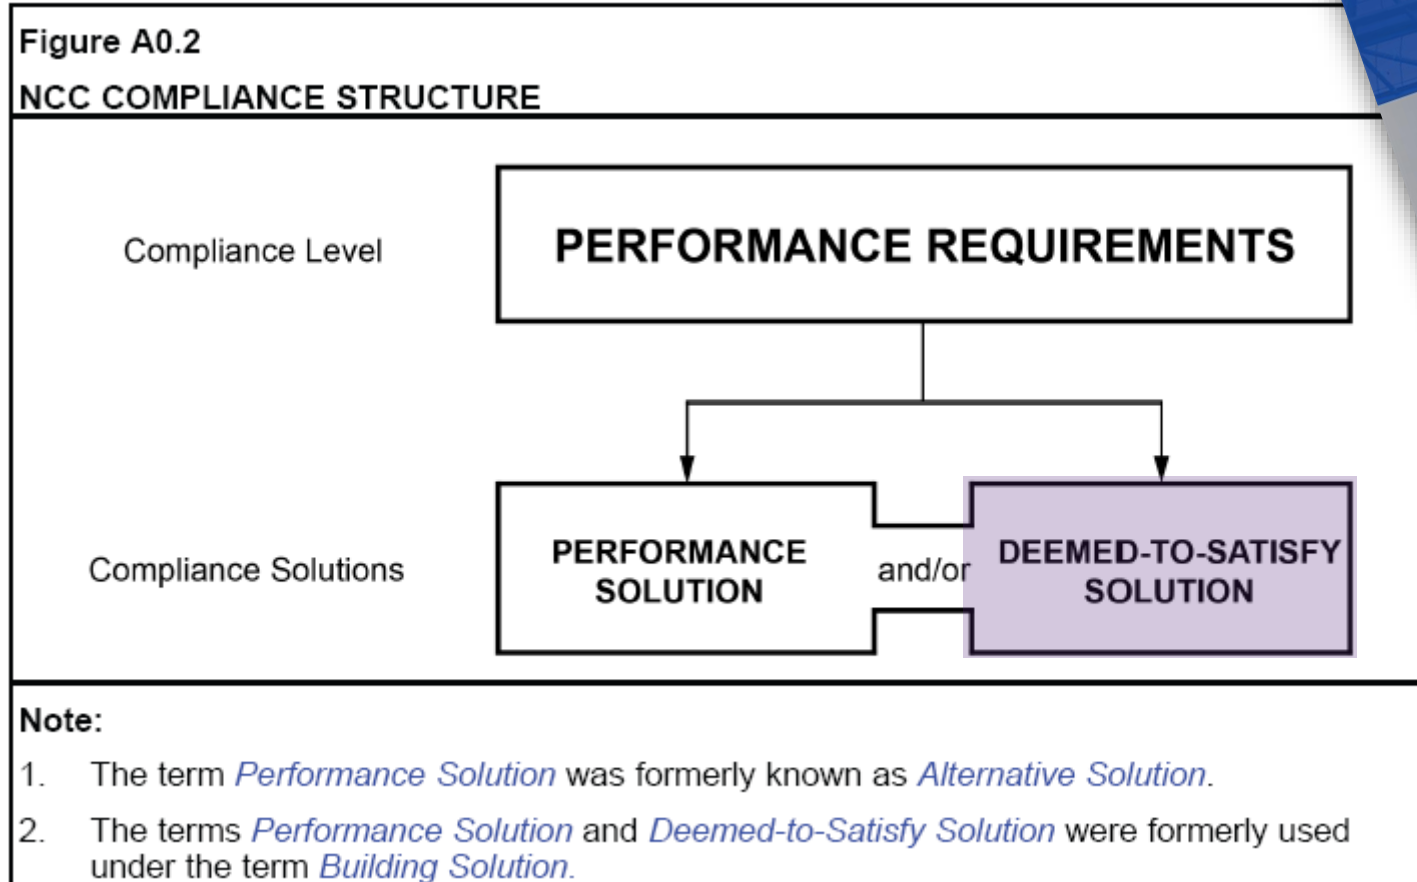 Figure A0.2
NCC COMPLIANCE STRUCTURE
Compliance Level
PERFORMANCE REQUIREMENTS
Compliance Solutions
PERFORMANCE
SOLUTION
and/or
DEEMED-TO-SATISFY
SOLUTION
Note:
1. The term Performance Solution was formerly known as Alternative Solution.
2. The terms Performance Solution and Deemed-to-Satisfy Solution were formerly used
under the term Building Solution.